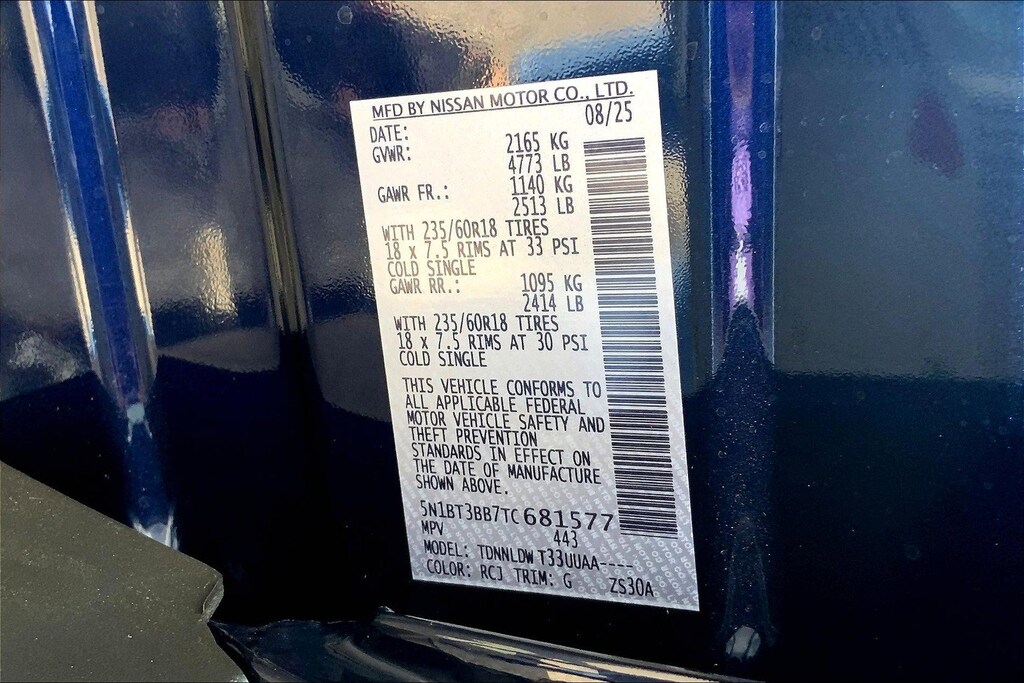 MFD BY NISSAN MOTOR CO., LTD.
DATE: 08/25
GVWR: 2165 KG
4773 LB
GAWR FR.: 1140 KG
2513 LB
WITH 235/60R18 TIRES
18 x 7.5 RIMS AT 33 PSI
COLD SINGLE
GAWR RR.: 1095 KG
2414 LB
WITH 235/60R18 TIRES
18 x 7.5 RIMS AT 30 PSI
COLD SINGLE
THIS VEHICLE CONFORMS TO
ALL APPLICABLE FEDERAL
MOTOR VEHICLE SAFETY AND
THEFT PREVENTION
STANDARDS IN EFFECT ON
THE DATE OF MANUFACTURE
SHOWN ABOVE.
5N1BT3BB7TC681577
MPV 443
MODEL: TDNNLDW T33UUAA----
COLOR: RCJ TRIM: G ZS30A